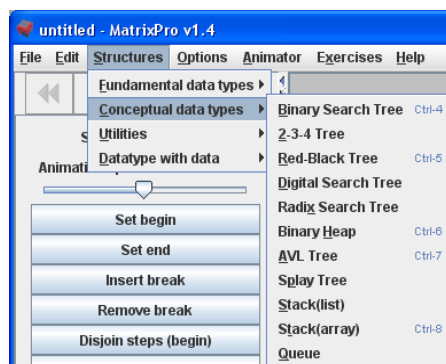 untitled - MatrixPro v1.4
File Edit Structures Options Animator Exercises Help
Fundamental data types
Conceptual data types
Utilities
Datatype with data
Binary Search Tree Ctrl-4
2-3-4 Tree
Red-Black Tree Ctrl-5
Digital Search Tree
Radix Search Tree
Binary Heap Ctrl-6
AVL Tree Ctrl-7
Splay Tree
Stack(list)
Stack(array) Ctrl-8
Queue
Set begin
Set end
Insert break
Remove break
Disjoin steps (begin)